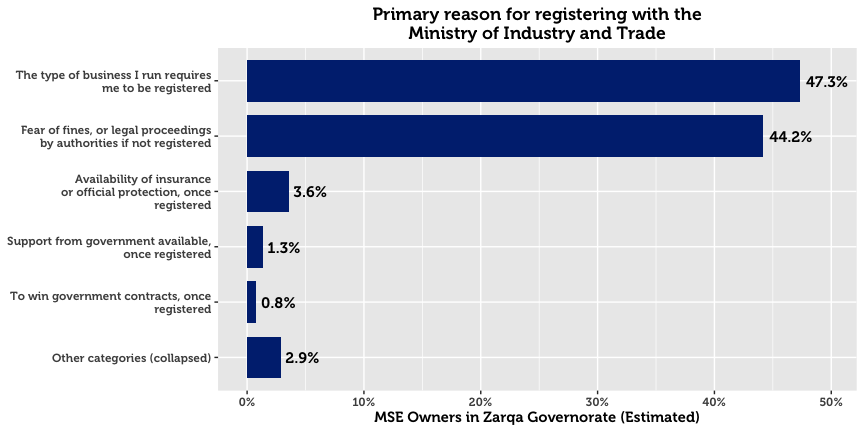 Primary reason for registering with the
Ministry of Industry and Trade
The type of business I run requires
me to be registered
47.3%
Fear of fines, or legal proceedings
by authorities if not registered
44.2%
Availability of insurance
or official protection, once
registered
3.6%
Support from government available,
once registered
1.3%
To win government contracts, once
registered
0.8%
Other categories (collapsed)
2.9%
0%
10%
20%
30%
40%
50%
MSE Owners in Zarqa Governorate (Estimated)